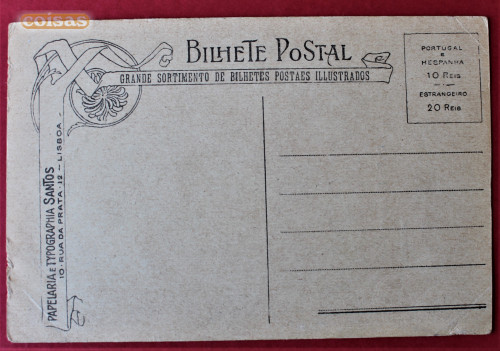 coisas
BILHETE POSTAL
GRANDE SORTIMENTO DE BILHETES POSTAES ILLUSTRADOS
PORTUGAL
E
HESPANHA
10 REIS
ESTRANGEIRO
20 REIS
PAPELARIA E TYPOGRAPHIA SANTOS
10 · RUA DA PRATA · 12 – LISBOA –